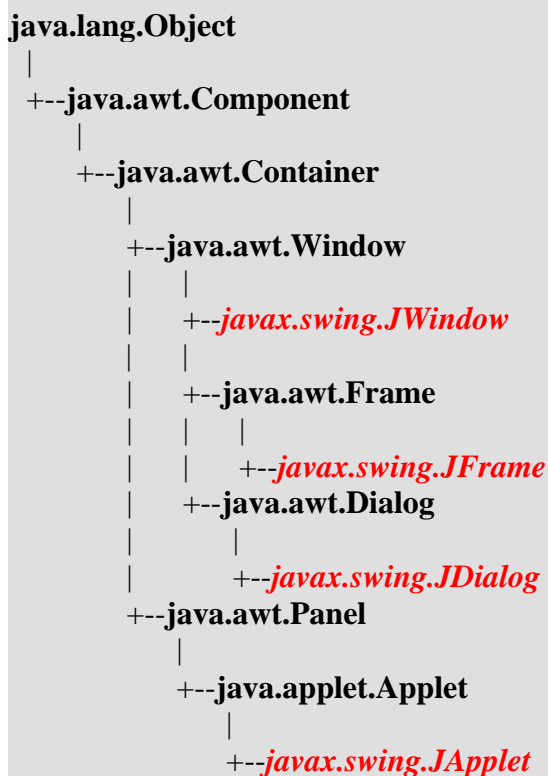 java.lang.Object
|
+--java.awt.Component
|
+--java.awt.Container
|
+--java.awt.Window
| |
| +--javax.swing.JWindow
| |
| +--java.awt.Frame
| | |
| | +--javax.swing.JFrame
| +--java.awt.Dialog
| |
| +--javax.swing.JDialog
+--java.awt.Panel
|
+--java.applet.Applet
|
+--javax.swing.JApplet